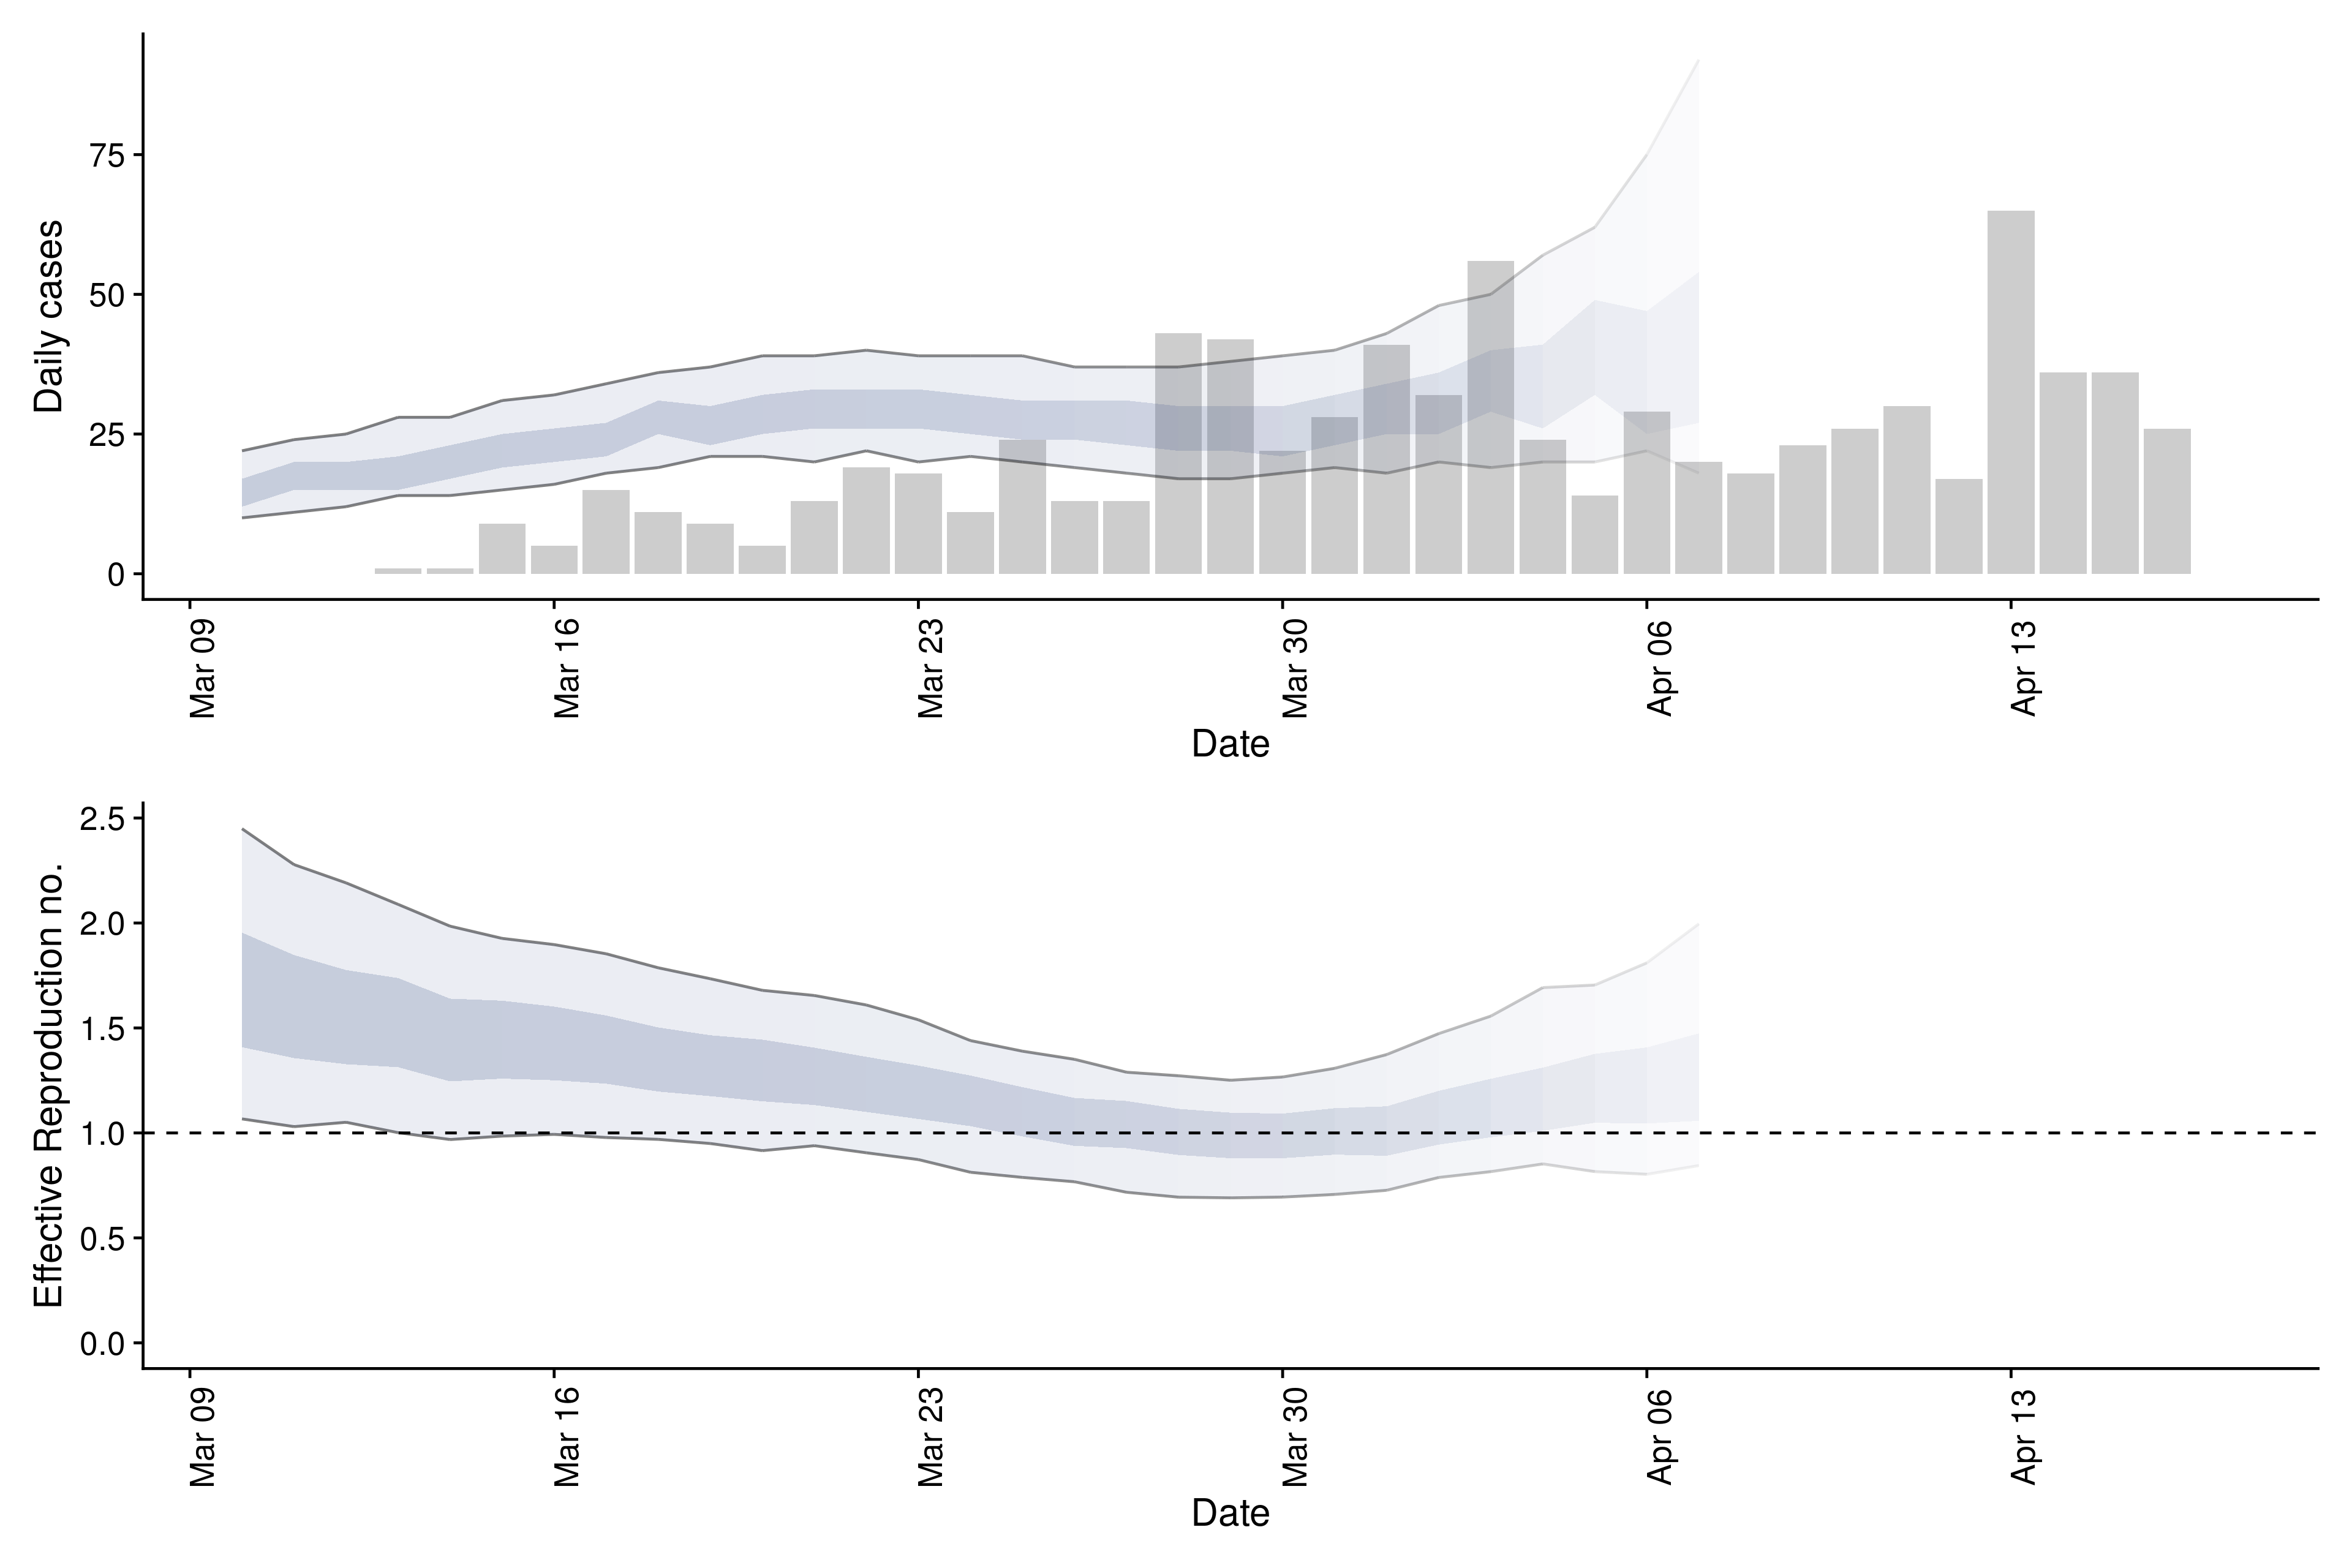 Daily cases
75
50
25
0
Mar 09
Mar 16
Mar 23
Mar 30
Apr 06
Apr 13
Date
Effective Reproduction no.
2.5
2.0
1.5
1.0
0.5
0.0
Mar 09
Mar 16
Mar 23
Mar 30
Apr 06
Apr 13
Date